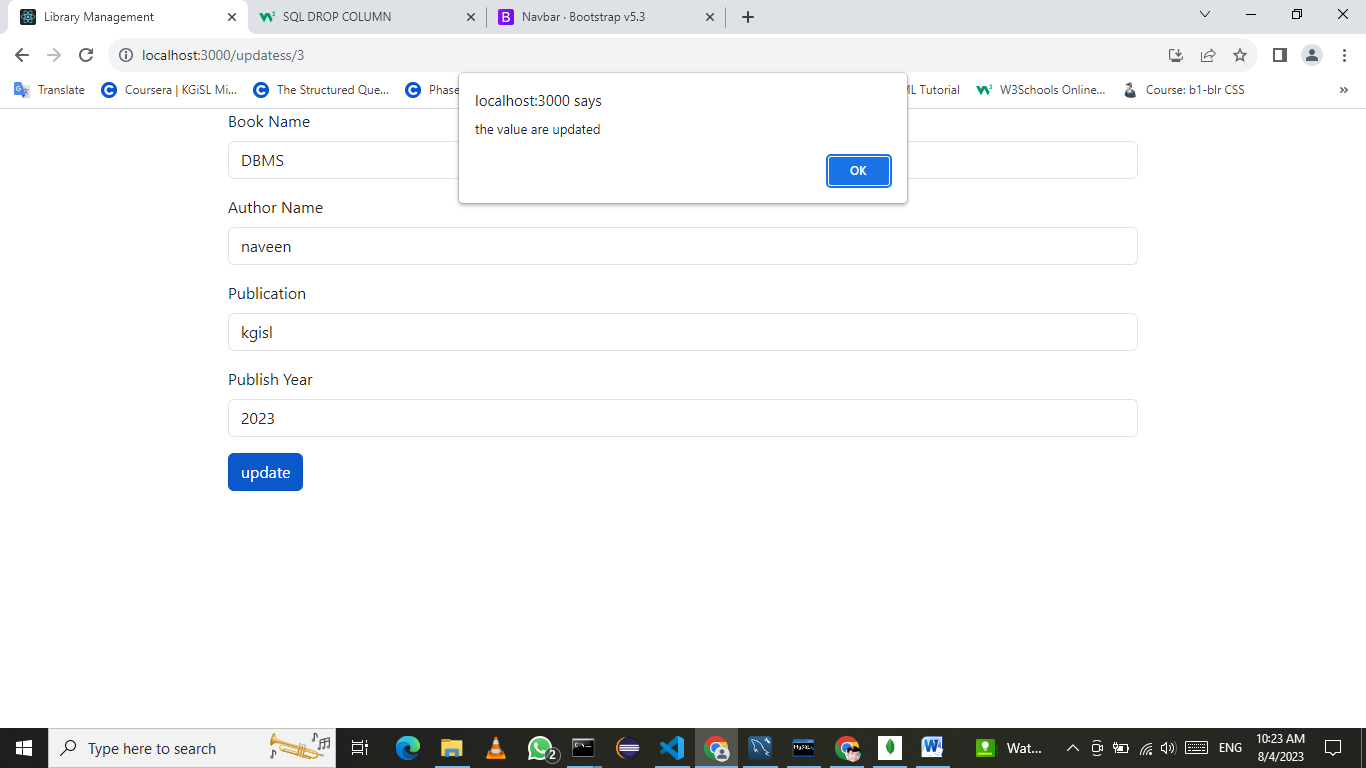 Library Management
SQL DROP COLUMN
Navbar · Bootstrap v5.3
localhost:3000/updatess/3
Translate
Coursera | KGiSL Mi...
The Structured Que...
Phase
ML Tutorial
W3Schools Online...
Course: b1-blr CSS
»
localhost:3000 says
the value are updated
OK
Book Name
DBMS
Author Name
naveen
Publication
kgisl
Publish Year
2023
update
Type here to search
2
Wat...
ENG
10:23 AM
8/4/2023